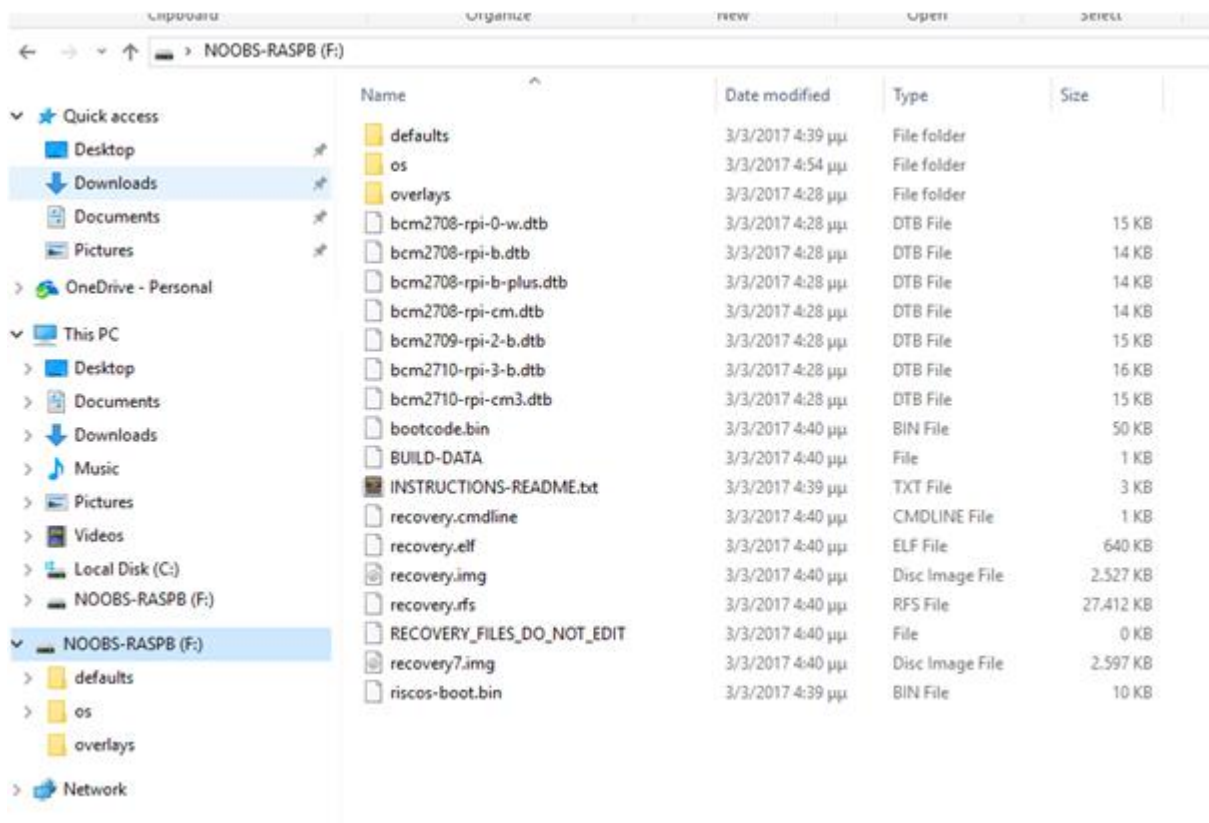 Clipboard Organize New Open Select
NOOBS-RASPB (F:)
Name Date modified Type Size
Quick access
Desktop
Downloads
Documents
Pictures
OneDrive - Personal
This PC
Desktop
Documents
Downloads
Music
Pictures
Videos
Local Disk (C:)
NOOBS-RASPB (F:)
NOOBS-RASPB (F:)
defaults
os
overlays
Network
defaults 3/3/2017 4:39 μμ File folder
os 3/3/2017 4:54 μμ File folder
overlays 3/3/2017 4:28 μμ File folder
bcm2708-rpi-0-w.dtb 3/3/2017 4:28 μμ DTB File 15 KB
bcm2708-rpi-b.dtb 3/3/2017 4:28 μμ DTB File 14 KB
bcm2708-rpi-b-plus.dtb 3/3/2017 4:28 μμ DTB File 14 KB
bcm2708-rpi-cm.dtb 3/3/2017 4:28 μμ DTB File 14 KB
bcm2709-rpi-2-b.dtb 3/3/2017 4:28 μμ DTB File 15 KB
bcm2710-rpi-3-b.dtb 3/3/2017 4:28 μμ DTB File 16 KB
bcm2710-rpi-cm3.dtb 3/3/2017 4:28 μμ DTB File 15 KB
bootcode.bin 3/3/2017 4:40 μμ BIN File 50 KB
BUILD-DATA 3/3/2017 4:40 μμ File 1 KB
INSTRUCTIONS-README.txt 3/3/2017 4:39 μμ TXT File 3 KB
recovery.cmdline 3/3/2017 4:40 μμ CMDLINE File 1 KB
recovery.elf 3/3/2017 4:40 μμ ELF File 640 KB
recovery.img 3/3/2017 4:40 μμ Disc Image File 2.527 KB
recovery.rfs 3/3/2017 4:40 μμ RFS File 27.412 KB
RECOVERY_FILES_DO_NOT_EDIT 3/3/2017 4:40 μμ File 0 KB
recovery7.img 3/3/2017 4:40 μμ Disc Image File 2.597 KB
riscos-boot.bin 3/3/2017 4:39 μμ BIN File 10 KB